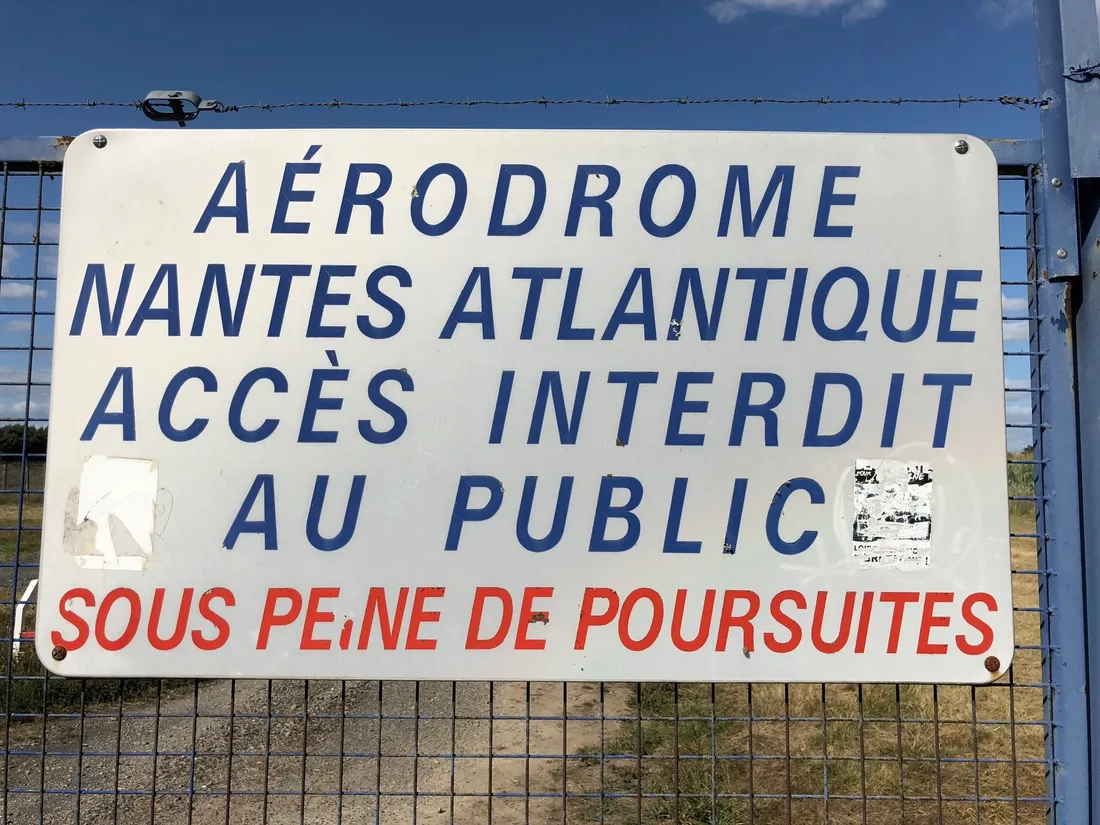 AÉRODROME
NANTES ATLANTIQUE
ACCÈS INTERDIT
AU PUBLIC
SOUS PEINE DE POURSUITES